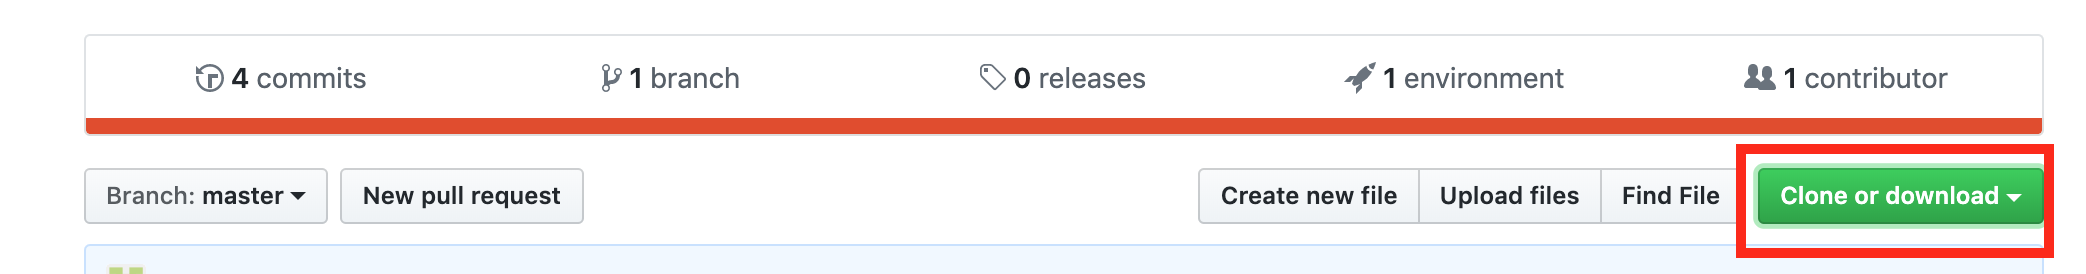 4 commits 1 branch 0 releases 1 environment 1 contributor
Branch: master New pull request Create new file Upload files Find File Clone or download